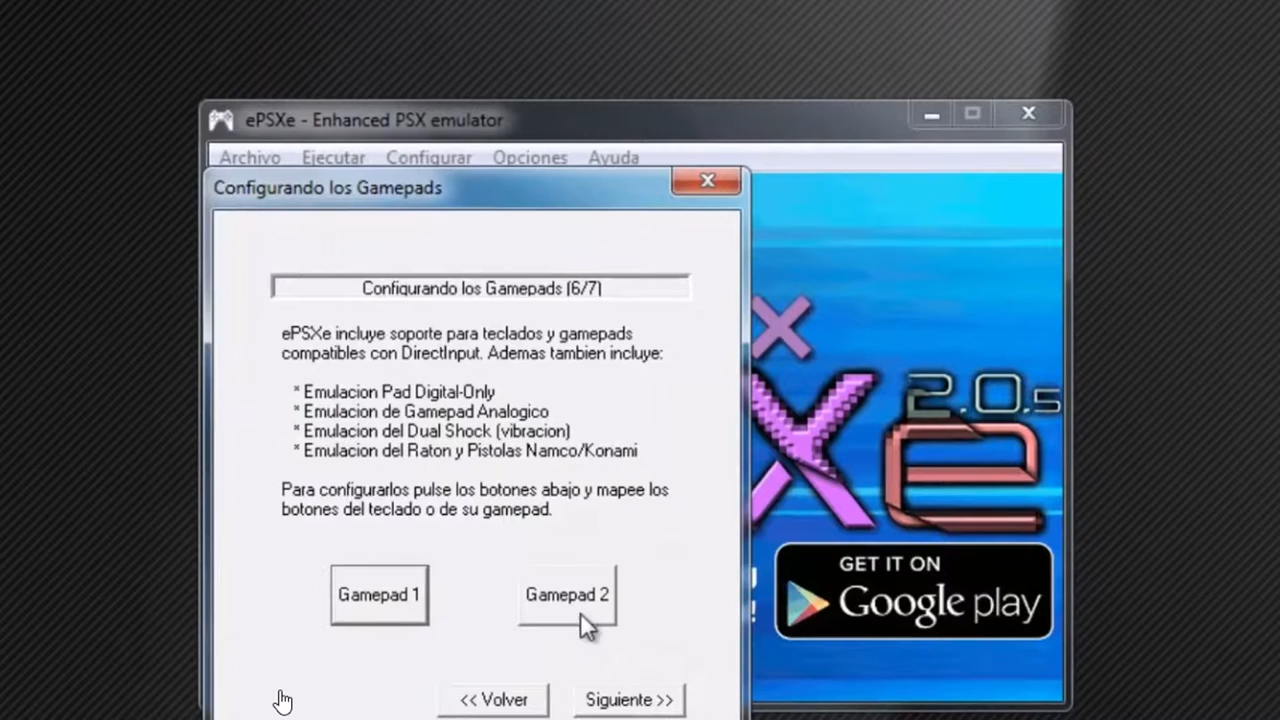 ePSXe - Enhanced PSX emulator
Archivo Ejecutar Configurar Opciones Ayuda
Configurando los Gamepads
Configurando los Gamepads (6/7)
ePSXe incluye soporte para teclados y gamepads
compatibles con DirectInput. Ademas tambien incluye:
* Emulacion Pad Digital-Only
* Emulacion de Gamepad Analogico
* Emulacion del Dual Shock (vibracion)
* Emulacion del Raton y Pistolas Namco/Konami
Para configurarlos pulse los botones abajo y mapee los
botones del teclado o de su gamepad.
Gamepad 1
Gamepad 2
<< Volver
Siguiente >>
2.0.5
Xe
GET IT ON
Google play